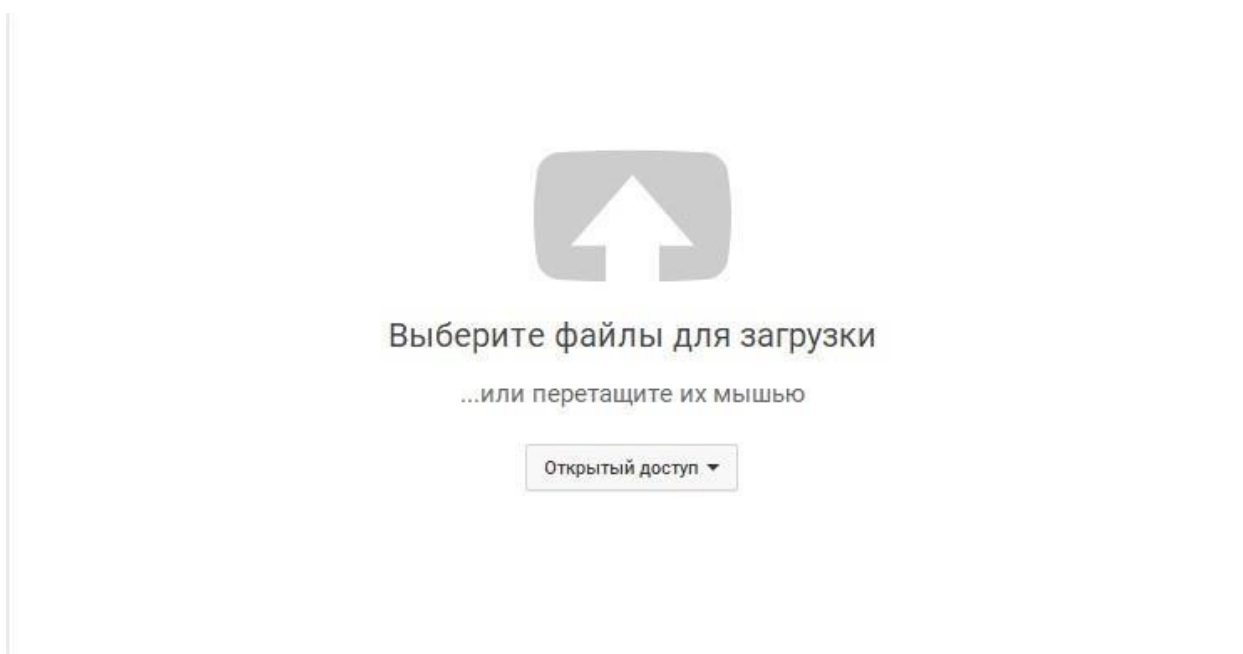 Выберите файлы для загрузки
...или перетащите их мышью
Открытый доступ